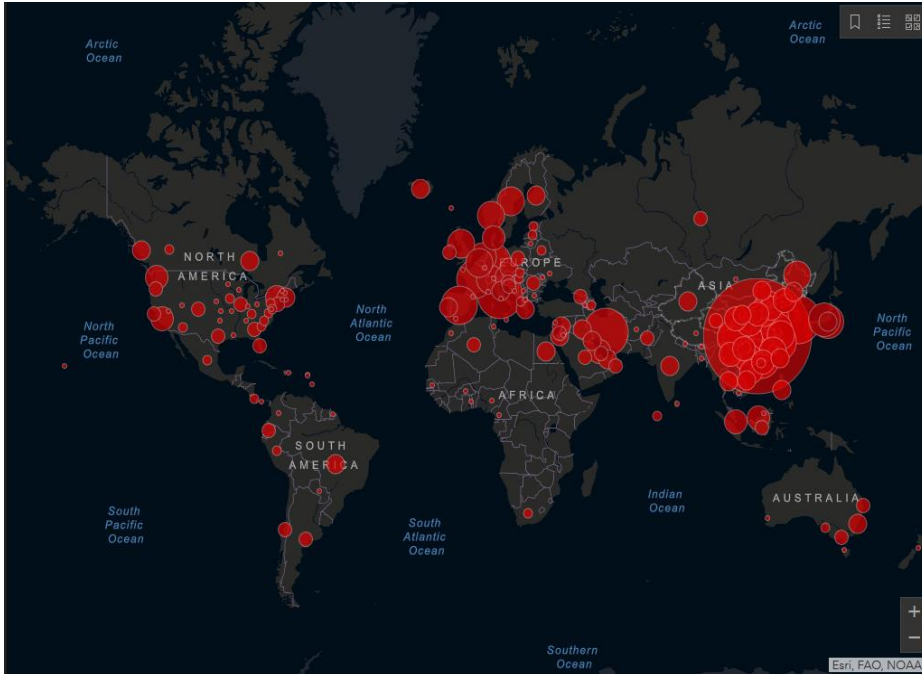 Arctic
Ocean
Arctic
Ocean
NORTH
AMERICA
EUROPE
ASIA
North
Pacific
Ocean
North
Atlantic
Ocean
North
Pacific
Ocean
AFRICA
SOUTH
AMERICA
Indian
Ocean
AUSTRALIA
South
Pacific
Ocean
South
Atlantic
Ocean
+
−
Southern
Ocean
Esri, FAO, NOAA